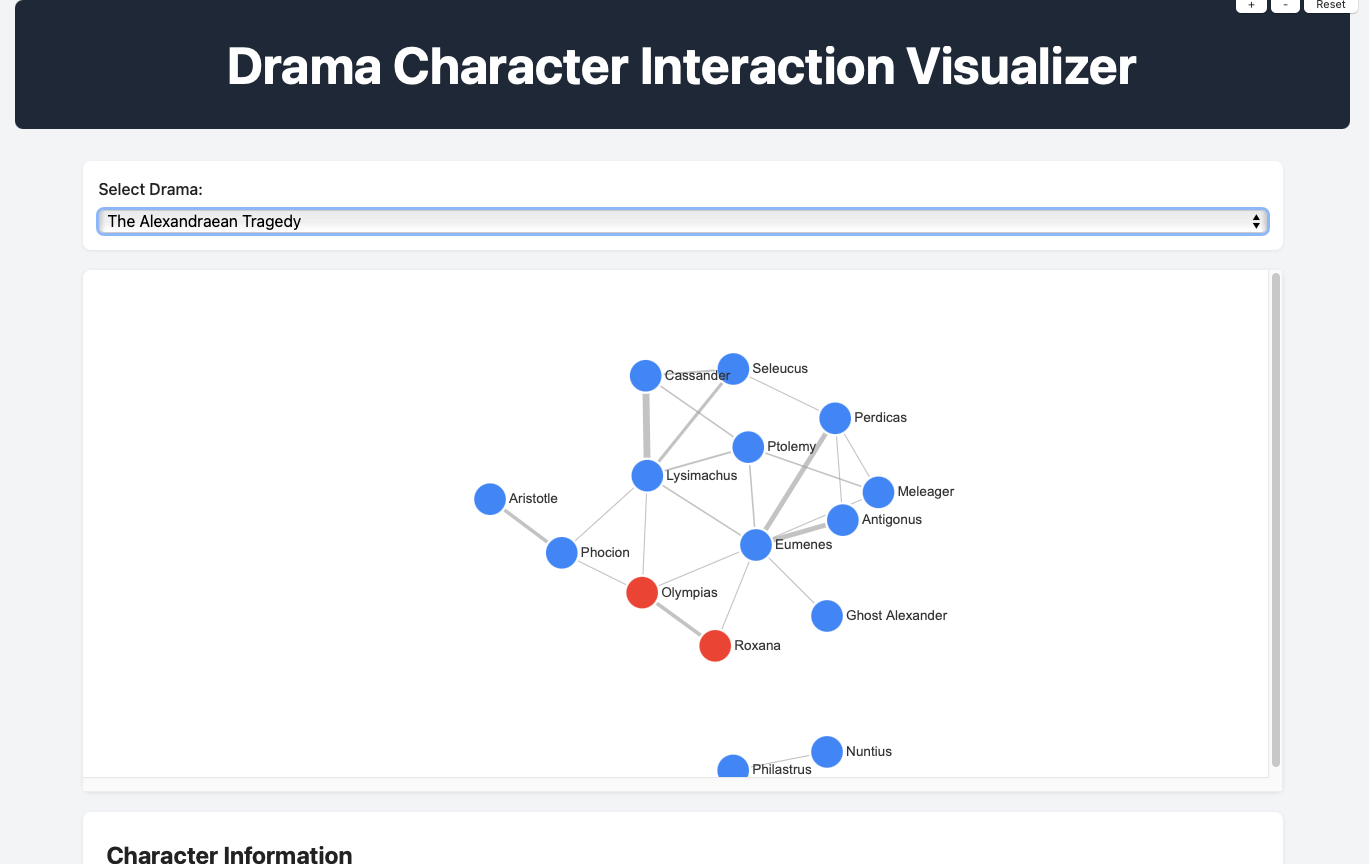 + - Reset
Drama Character Interaction Visualizer
Select Drama:
The Alexandraean Tragedy
Seleucus
Cassander
Perdicas
Ptolemy
Lysimachus
Meleager
Aristotle
Antigonus
Eumenes
Phocion
Olympias
Ghost Alexander
Roxana
Nuntius
Philastrus
Character Information